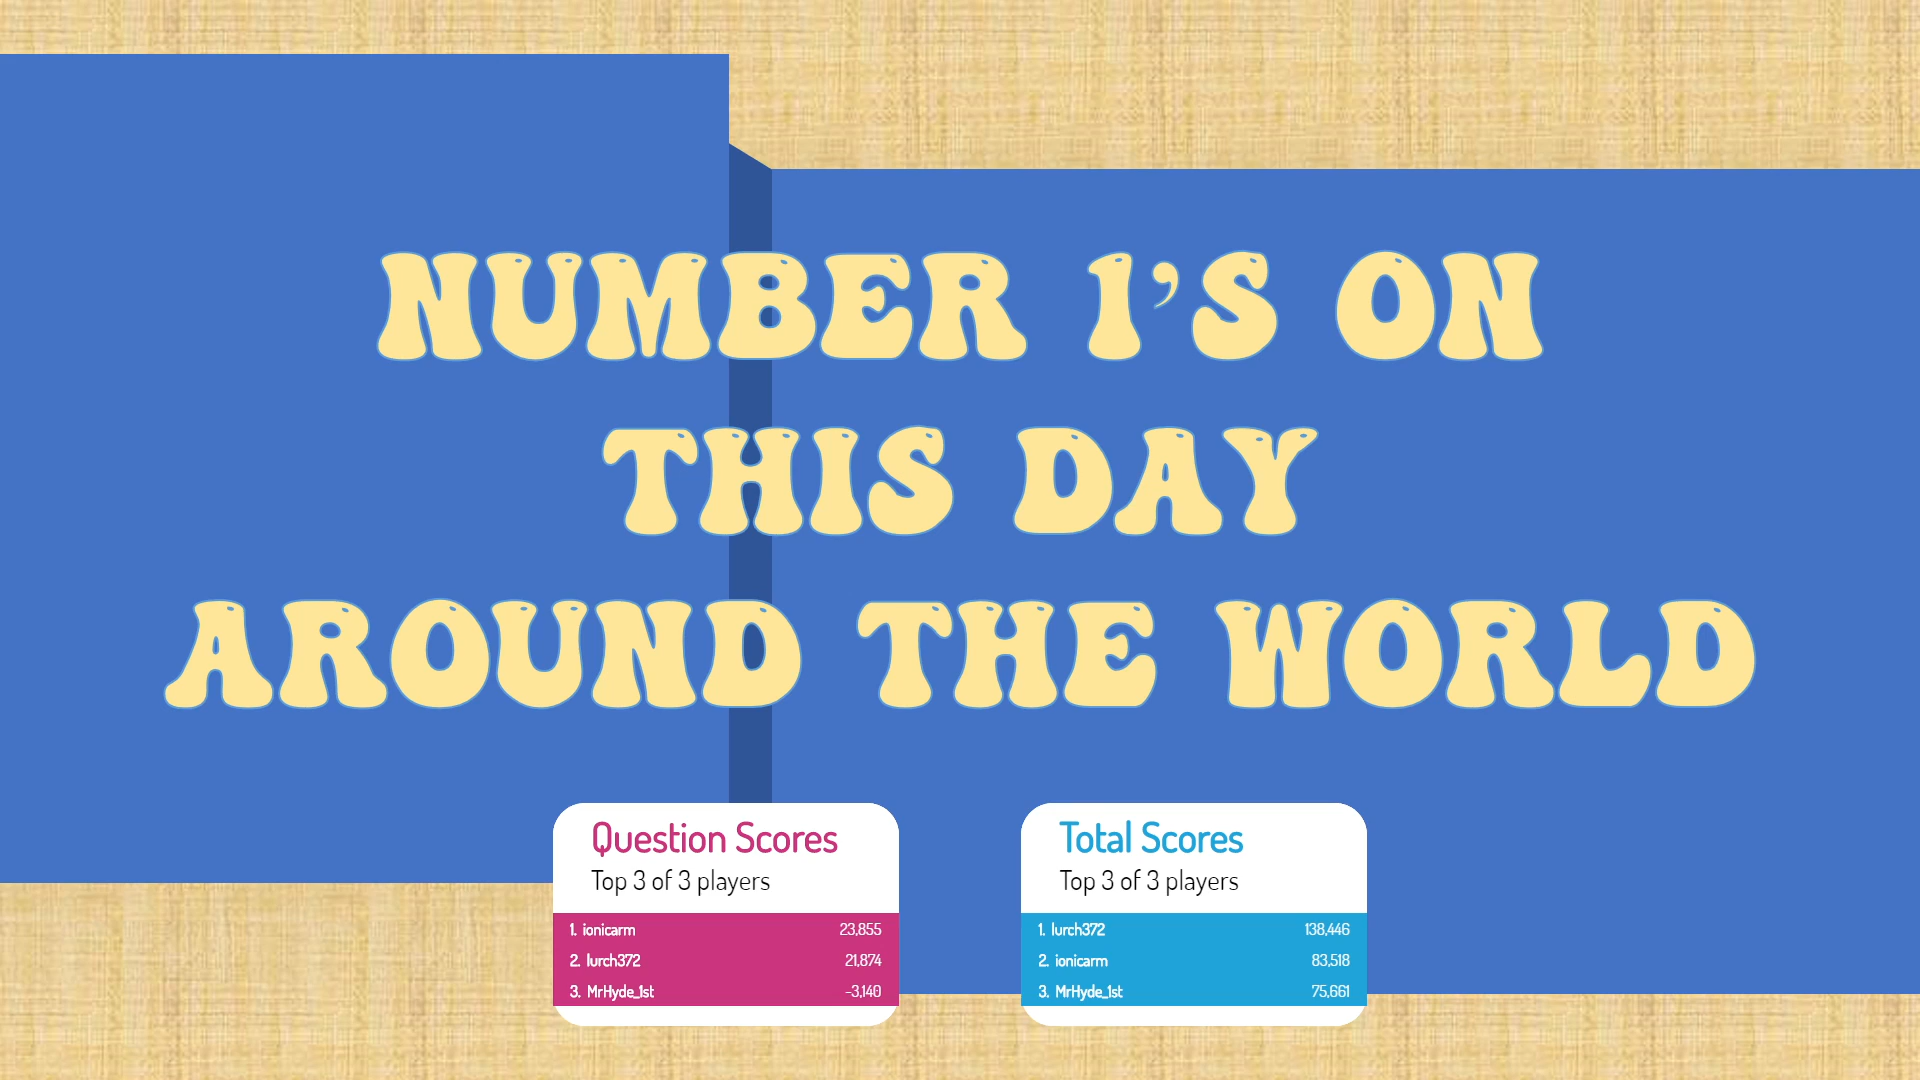 NUMBER 1'S ON
THIS DAY
AROUND THE WORLD
Question Scores
Top 3 of 3 players
1. ionicarm 23,855
2. lurch372 21,874
3. MrHyde_1st -3,140
Total Scores
Top 3 of 3 players
1. lurch372 138,446
2. ionicarm 83,518
3. MrHyde_1st 75,661